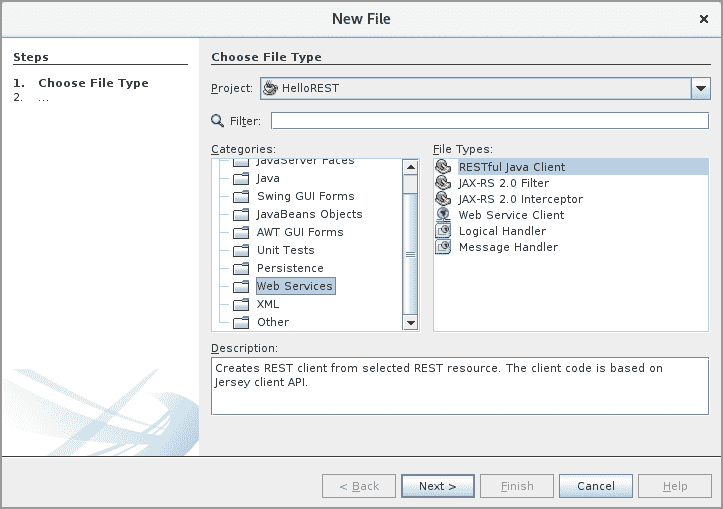 New File
Steps
1. Choose File Type
2. ...
Choose File Type
Project: HelloREST
Filter:
Categories:
JavaServer Faces
Java
Swing GUI Forms
JavaBeans Objects
AWT GUI Forms
Unit Tests
Persistence
Web Services
XML
Other
File Types:
RESTful Java Client
JAX-RS 2.0 Filter
JAX-RS 2.0 Interceptor
Web Service Client
Logical Handler
Message Handler
Description:
Creates REST client from selected REST resource. The client code is based on
Jersey client API.
< Back Next > Finish Cancel Help